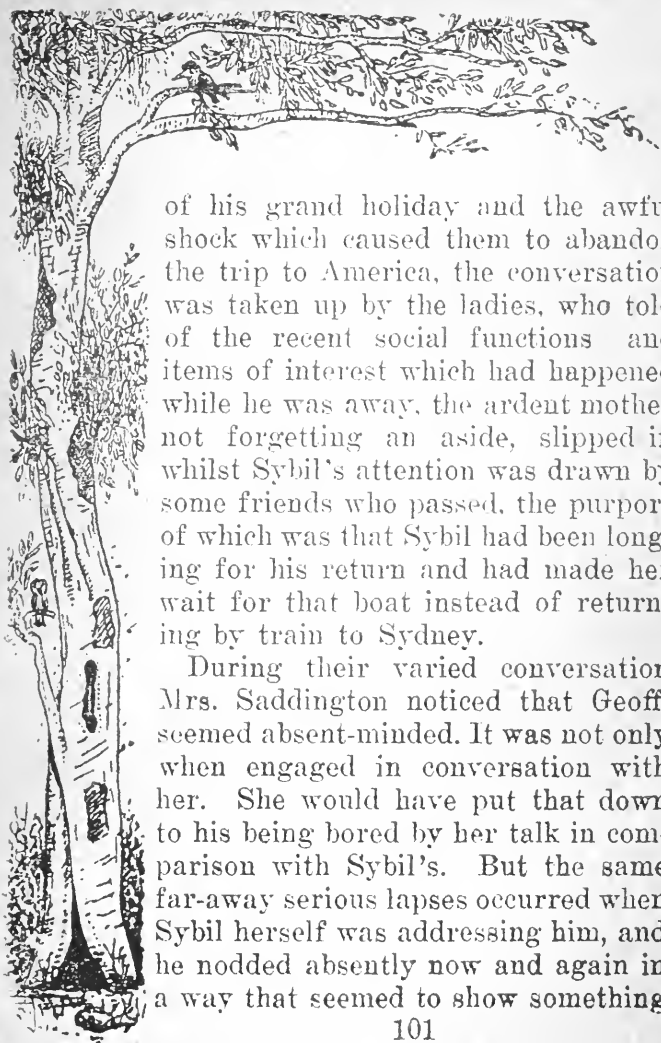 of his grand holiday and the awfu
shock which caused them to abando
the trip to America, the conversatio
was taken up by the ladies, who tol
of the recent social functions an
items of interest which had happene
while he was away, the ardent mothe
not forgetting an aside, slipped i
whilst Sybil's attention was drawn b
some friends who passed, the purpor
of which was that Sybil had been long
ing for his return and had made he
wait for that boat instead of return
ing by train to Sydney.
During their varied conversation
Mrs. Saddington noticed that Geoff
seemed absent-minded. It was not only
when engaged in conversation with
her. She would have put that down
to his being bored by her talk in com-
parison with Sybil's. But the same
far-away serious lapses occurred when
Sybil herself was addressing him, and
he nodded absently now and again in
a way that seemed to show something
101